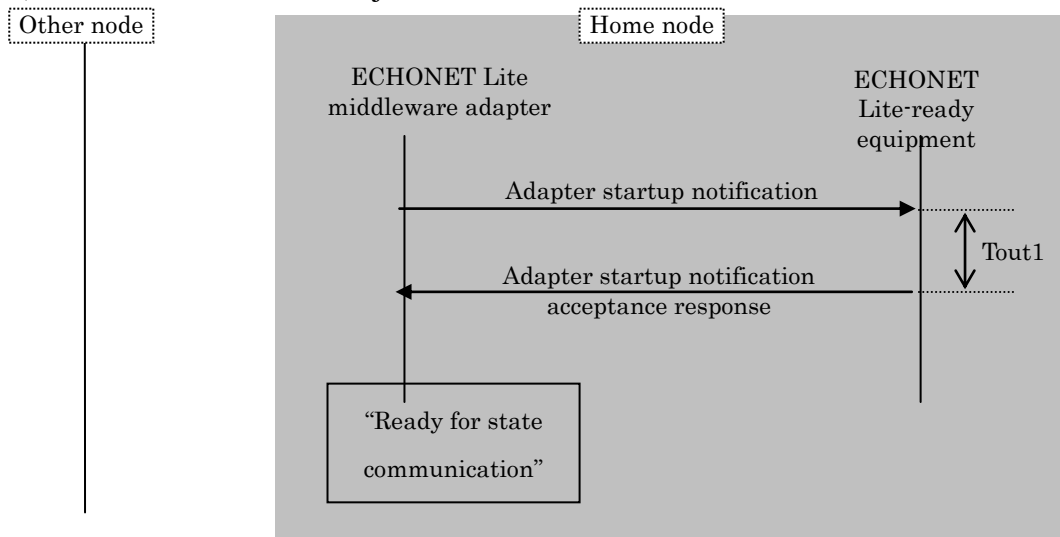 Other node
Home node
ECHONET Lite
middleware adapter
ECHONET
Lite-ready
equipment
Adapter startup notification
Tout1
Adapter startup notification
acceptance response
“Ready for state
communication”